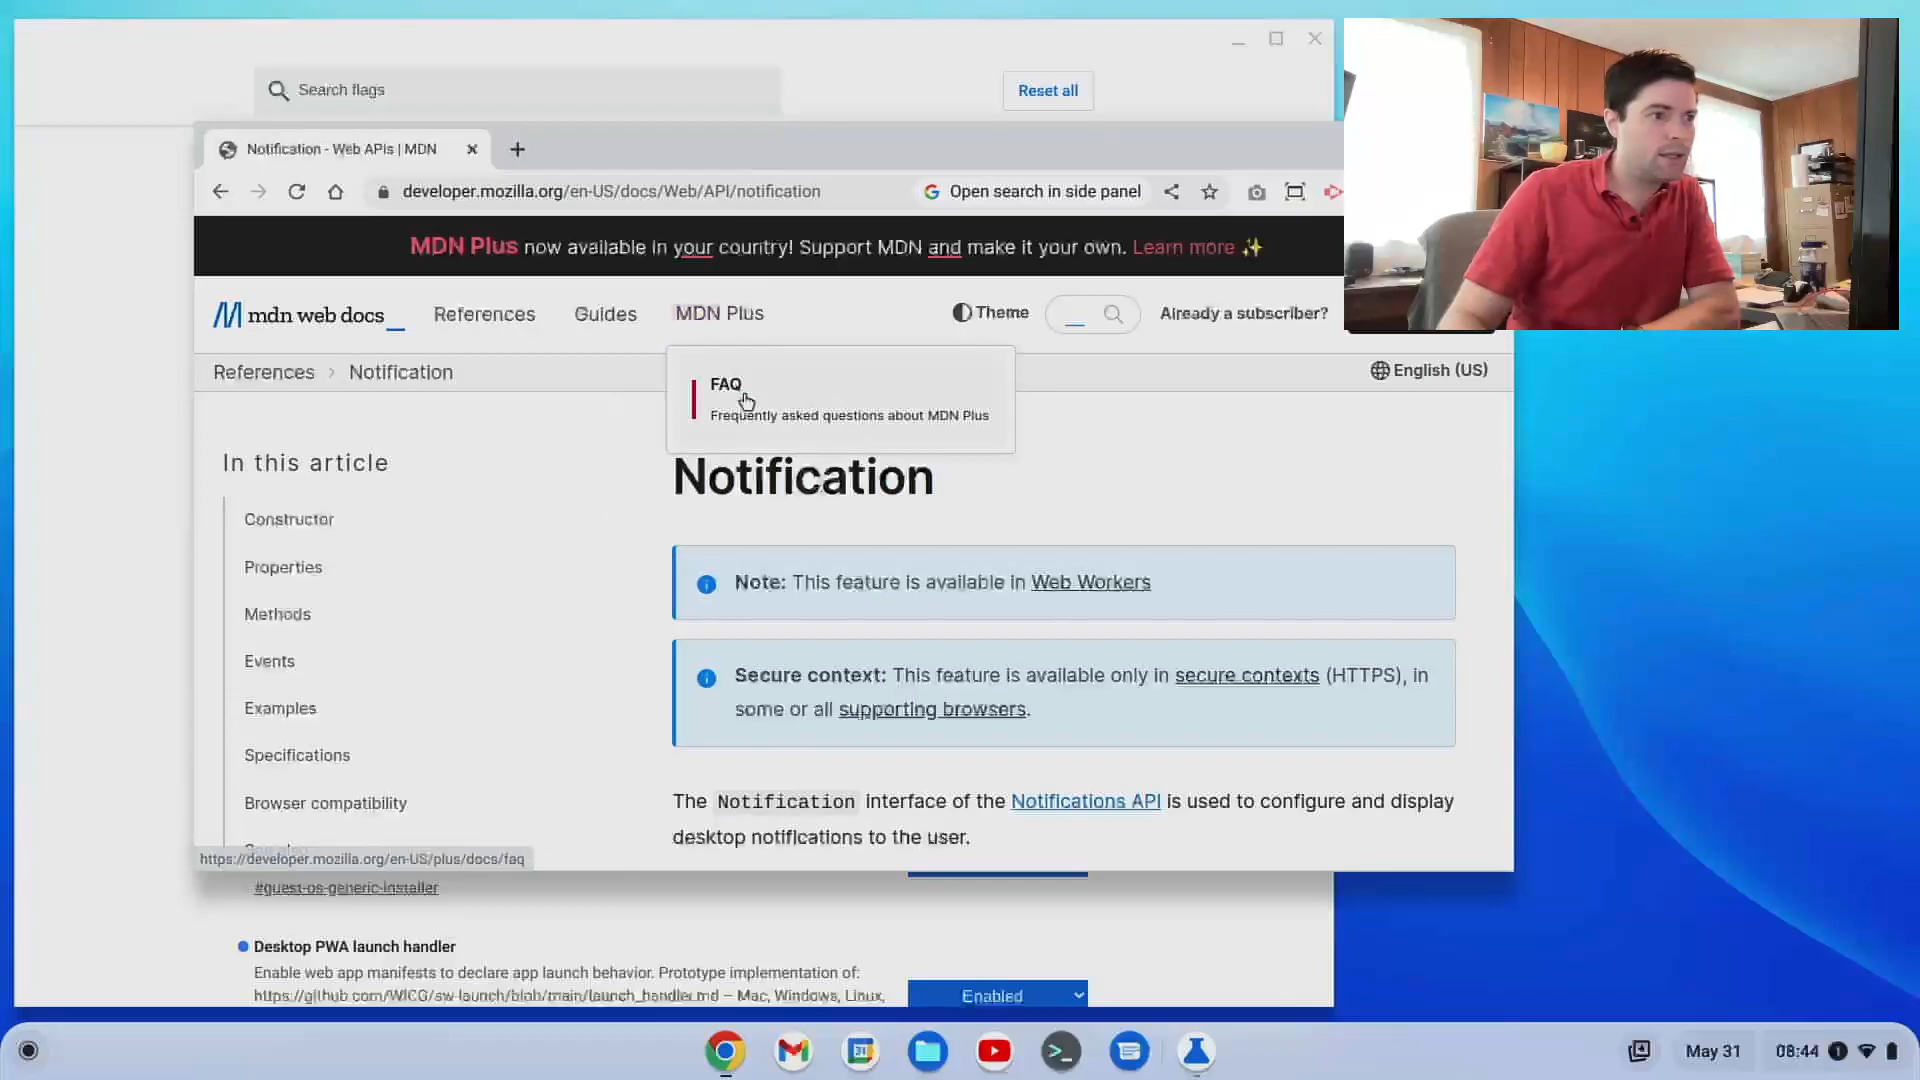 Search flags
Reset all
Notification - Web APIs | MDN
developer.mozilla.org/en-US/docs/Web/API/notification
Open search in side panel
MDN Plus now available in your country! Support MDN and make it your own. Learn more ✨
mdn web docs_
References
Guides
MDN Plus
Theme
Already a subscriber?
References > Notification
English (US)
FAQ
Frequently asked questions about MDN Plus
In this article
Constructor
Properties
Methods
Events
Examples
Specifications
Browser compatibility
Notification
Note: This feature is available in Web Workers
Secure context: This feature is available only in secure contexts (HTTPS), in
some or all supporting browsers.
The Notification interface of the Notifications API is used to configure and display
desktop notifications to the user.
https://developer.mozilla.org/en-US/plus/docs/faq
#guest-os-generic-installer
Desktop PWA launch handler
Enable web app manifests to declare app launch behavior. Prototype implementation of:
https://github.com/WICG/sw-launch/blob/main/launch_handler.md – Mac, Windows, Linux,
Enabled
31
May 31
08:44
1